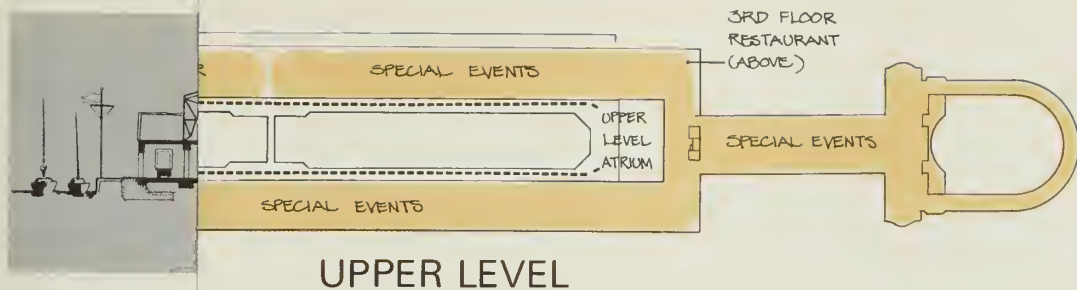 3RD FLOOR
RESTAURANT
(ABOVE)
SPECIAL EVENTS
UPPER
LEVEL
ATRIUM
SPECIAL EVENTS
SPECIAL EVENTS
UPPER LEVEL